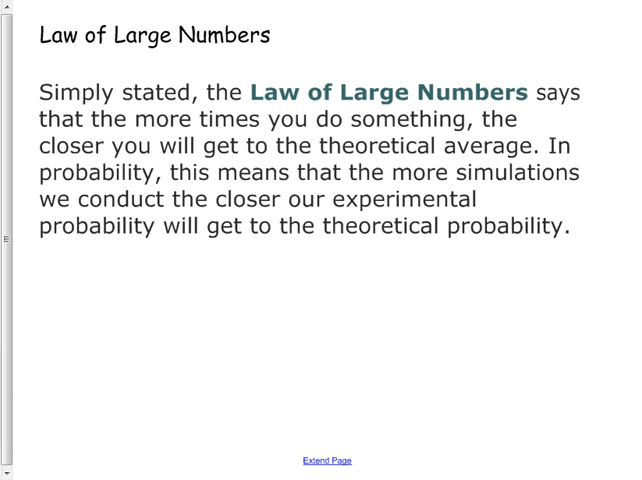 Law of Large Numbers
Simply stated, the Law of Large Numbers says
that the more times you do something, the
closer you will get to the theoretical average. In
probability, this means that the more simulations
we conduct the closer our experimental
probability will get to the theoretical probability.
Extend Page